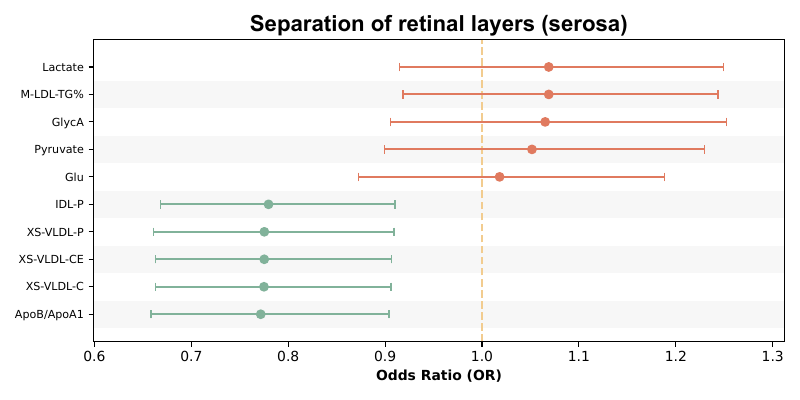 Separation of retinal layers (serosa)
Lactate
M-LDL-TG%
GlycA
Pyruvate
Glu
IDL-P
XS-VLDL-P
XS-VLDL-CE
XS-VLDL-C
ApoB/ApoA1
0.6 0.7 0.8 0.9 1.0 1.1 1.2 1.3
Odds Ratio (OR)